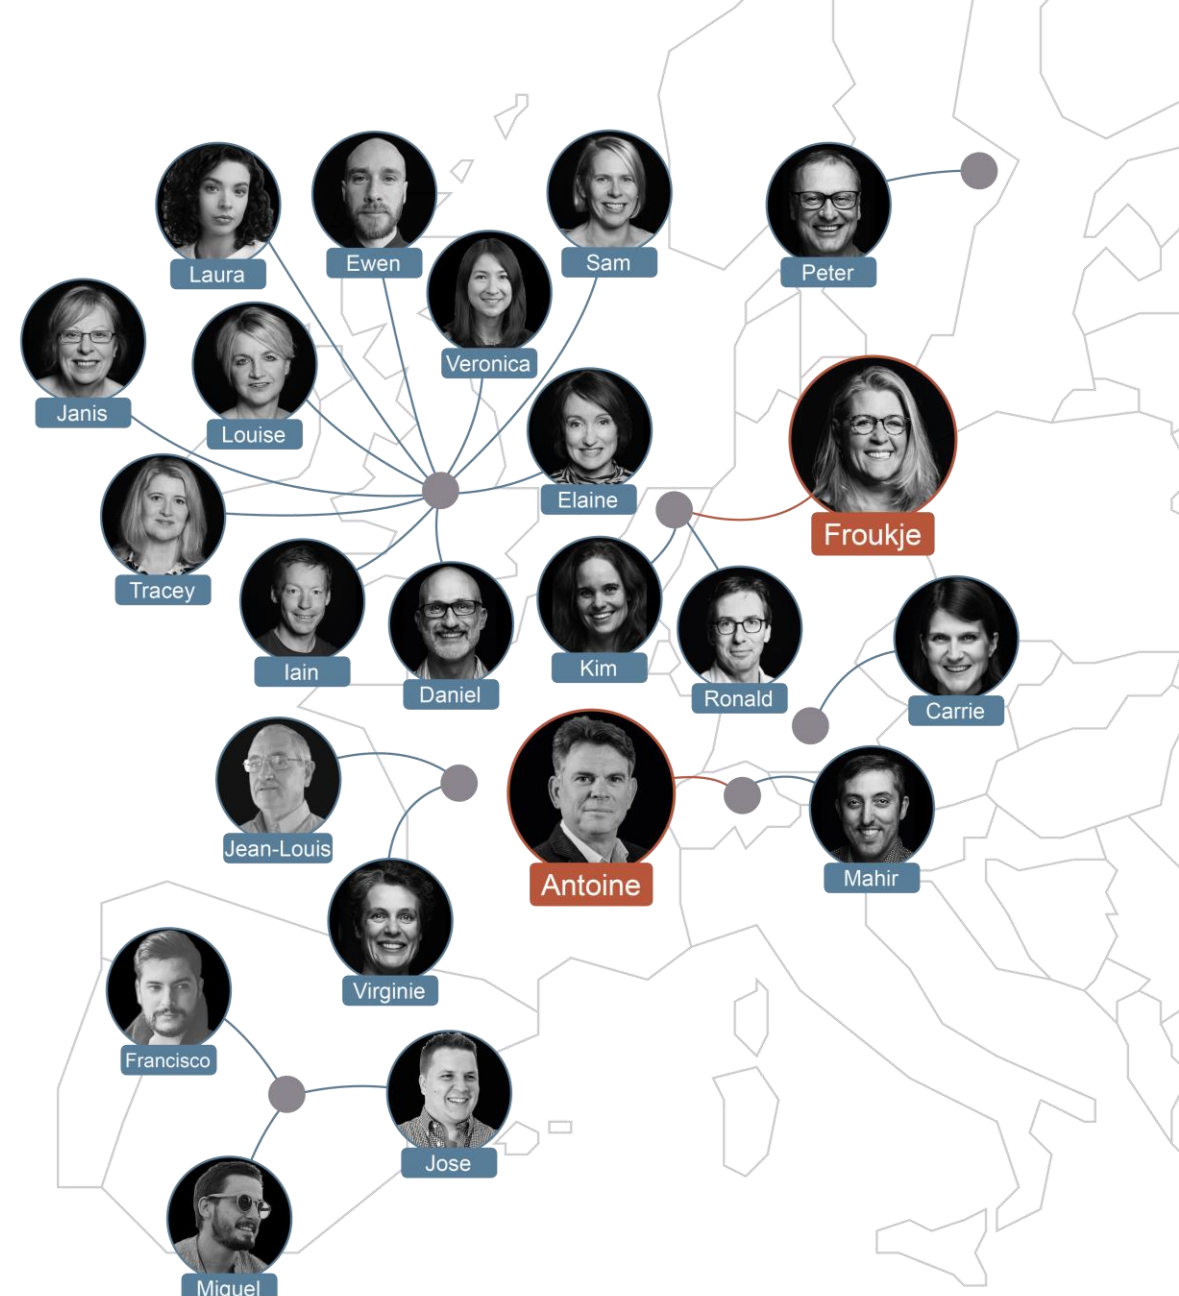 Laura
Ewen
Sam
Peter
Veronica
Janis
Louise
Elaine
Froukje
Tracey
Iain
Daniel
Kim
Ronald
Carrie
Jean-Louis
Antoine
Mahir
Virginie
Francisco
Jose
Miguel